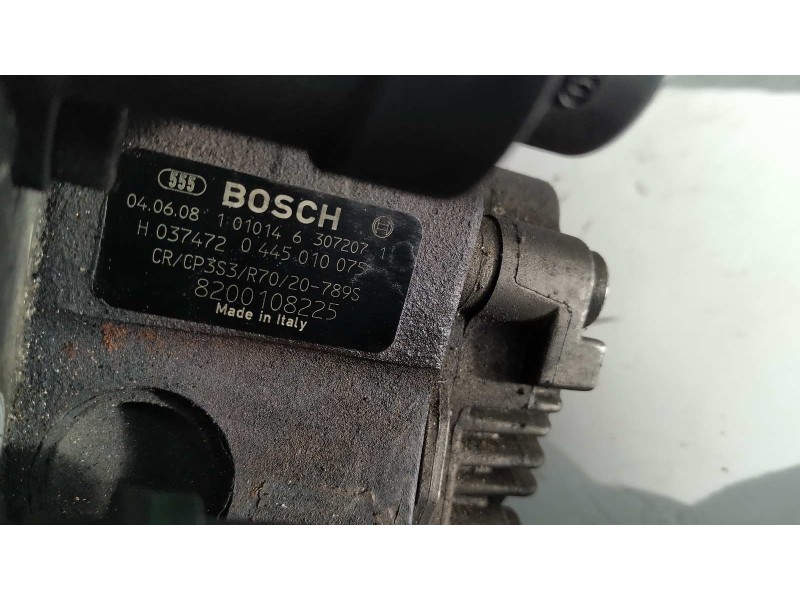 555 BOSCH
04.06.08 1 01014 6 307207 11
H 037472 0 445 010 075
CR/CP3S3/R70/20-789S
8200108225
Made in Italy